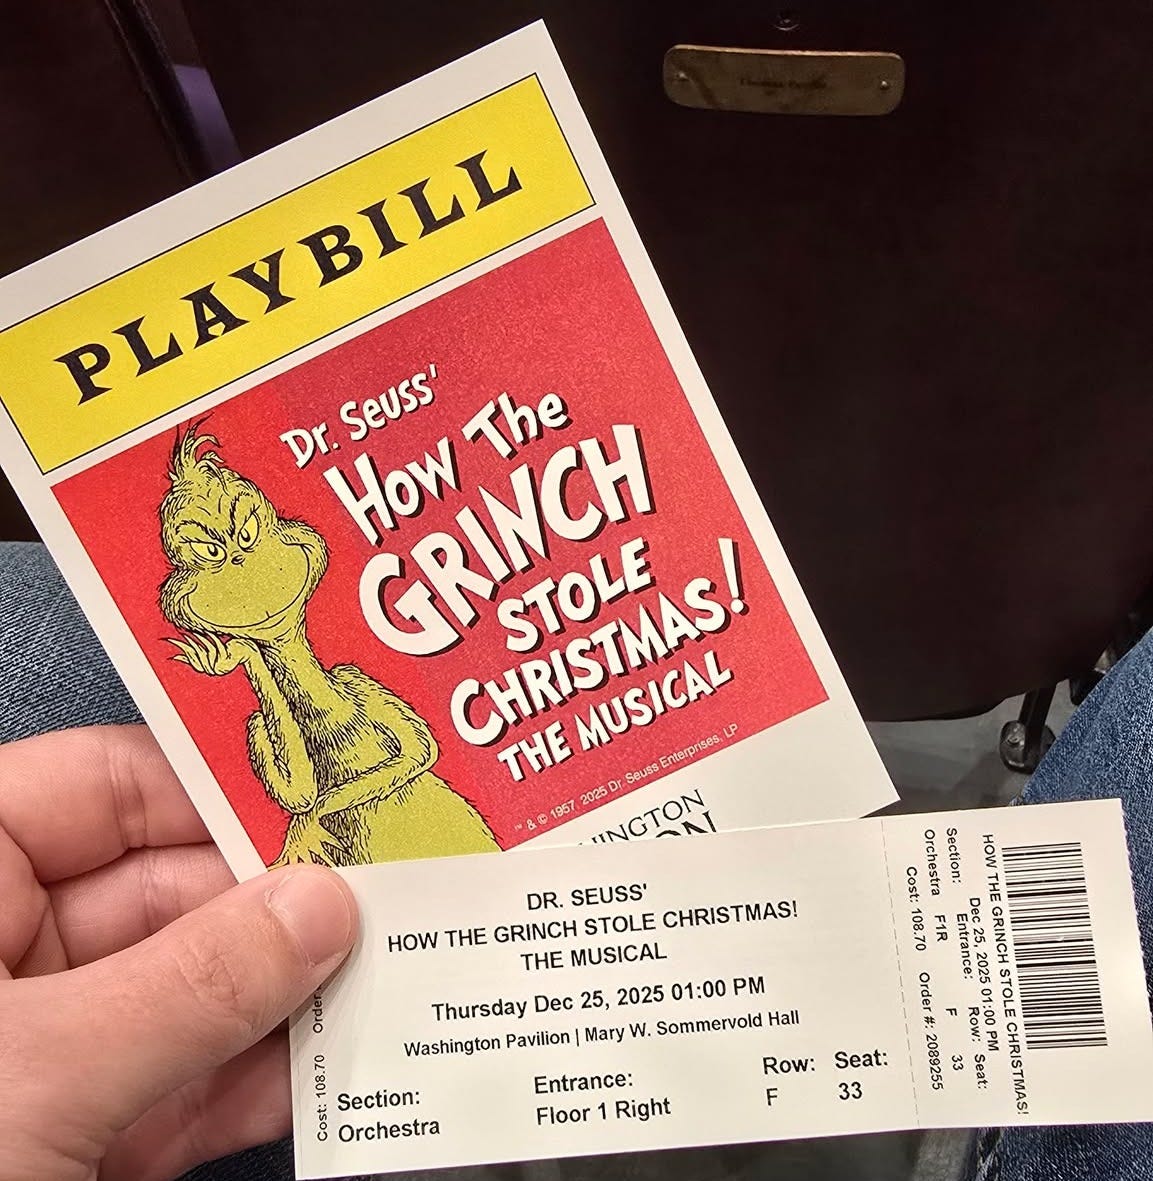 PLAYBILL
Dr. Seuss'
How The
GRINCH
STOLE
CHRISTMAS!
THE MUSICAL
™ & © 1957, 2025 Dr. Seuss Enterprises, LP
DR. SEUSS'
HOW THE GRINCH STOLE CHRISTMAS!
THE MUSICAL
Thursday Dec 25, 2025 01:00 PM
Washington Pavilion | Mary W. Sommervold Hall
Section: Entrance: Row: Seat:
Orchestra Floor 1 Right F 33
Cost: 108.70 Order
HOW THE GRINCH STOLE CHRISTMAS!
Dec 25, 2025 01:00 PM
Section: Entrance: Row: Seat:
Orchestra F1R F 33
Cost: 108.70 Order #: 2089255